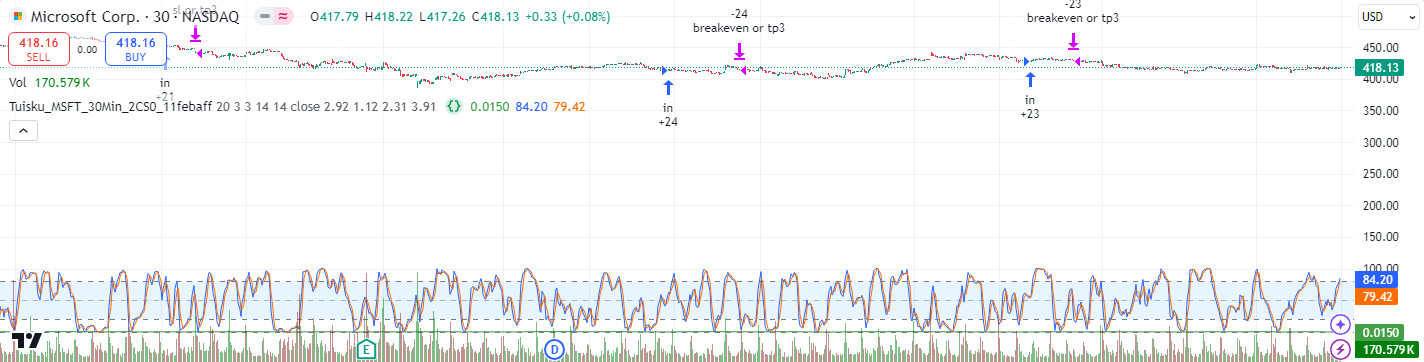 sl or tp3
Microsoft Corp. · 30 · NASDAQ
O417.79 H418.22 L417.26 C418.13 +0.33 (+0.08%)
418.16
SELL
0.00
418.16
BUY
Vol 170.579 K
in
+21
Tuisku_MSFT_30Min_2CS0_11febaff 20 3 3 14 14 close 2.92 1.12 2.31 3.91 {} 0.0150 84.20 79.42
-24
breakeven or tp3
in
+24
-23
breakeven or tp3
in
+23
USD
450.00
418.13
400.00
350.00
300.00
250.00
200.00
150.00
100.00
84.20
79.42
0.0150
170.579 K
E
D